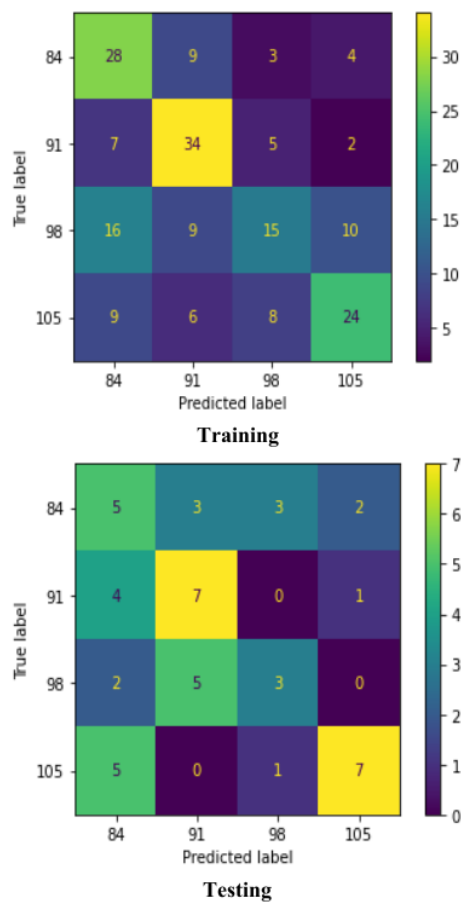 84 28 9 3 4
91 7 34 5 2
98 16 9 15 10
105 9 6 8 24
True label
84 91 98 105
Predicted label
30
25
20
15
10
5
Training
84 5 3 3 2
91 4 7 0 1
98 2 5 3 0
105 5 0 1 7
True label
84 91 98 105
Predicted label
7
6
5
4
3
2
1
0
Testing